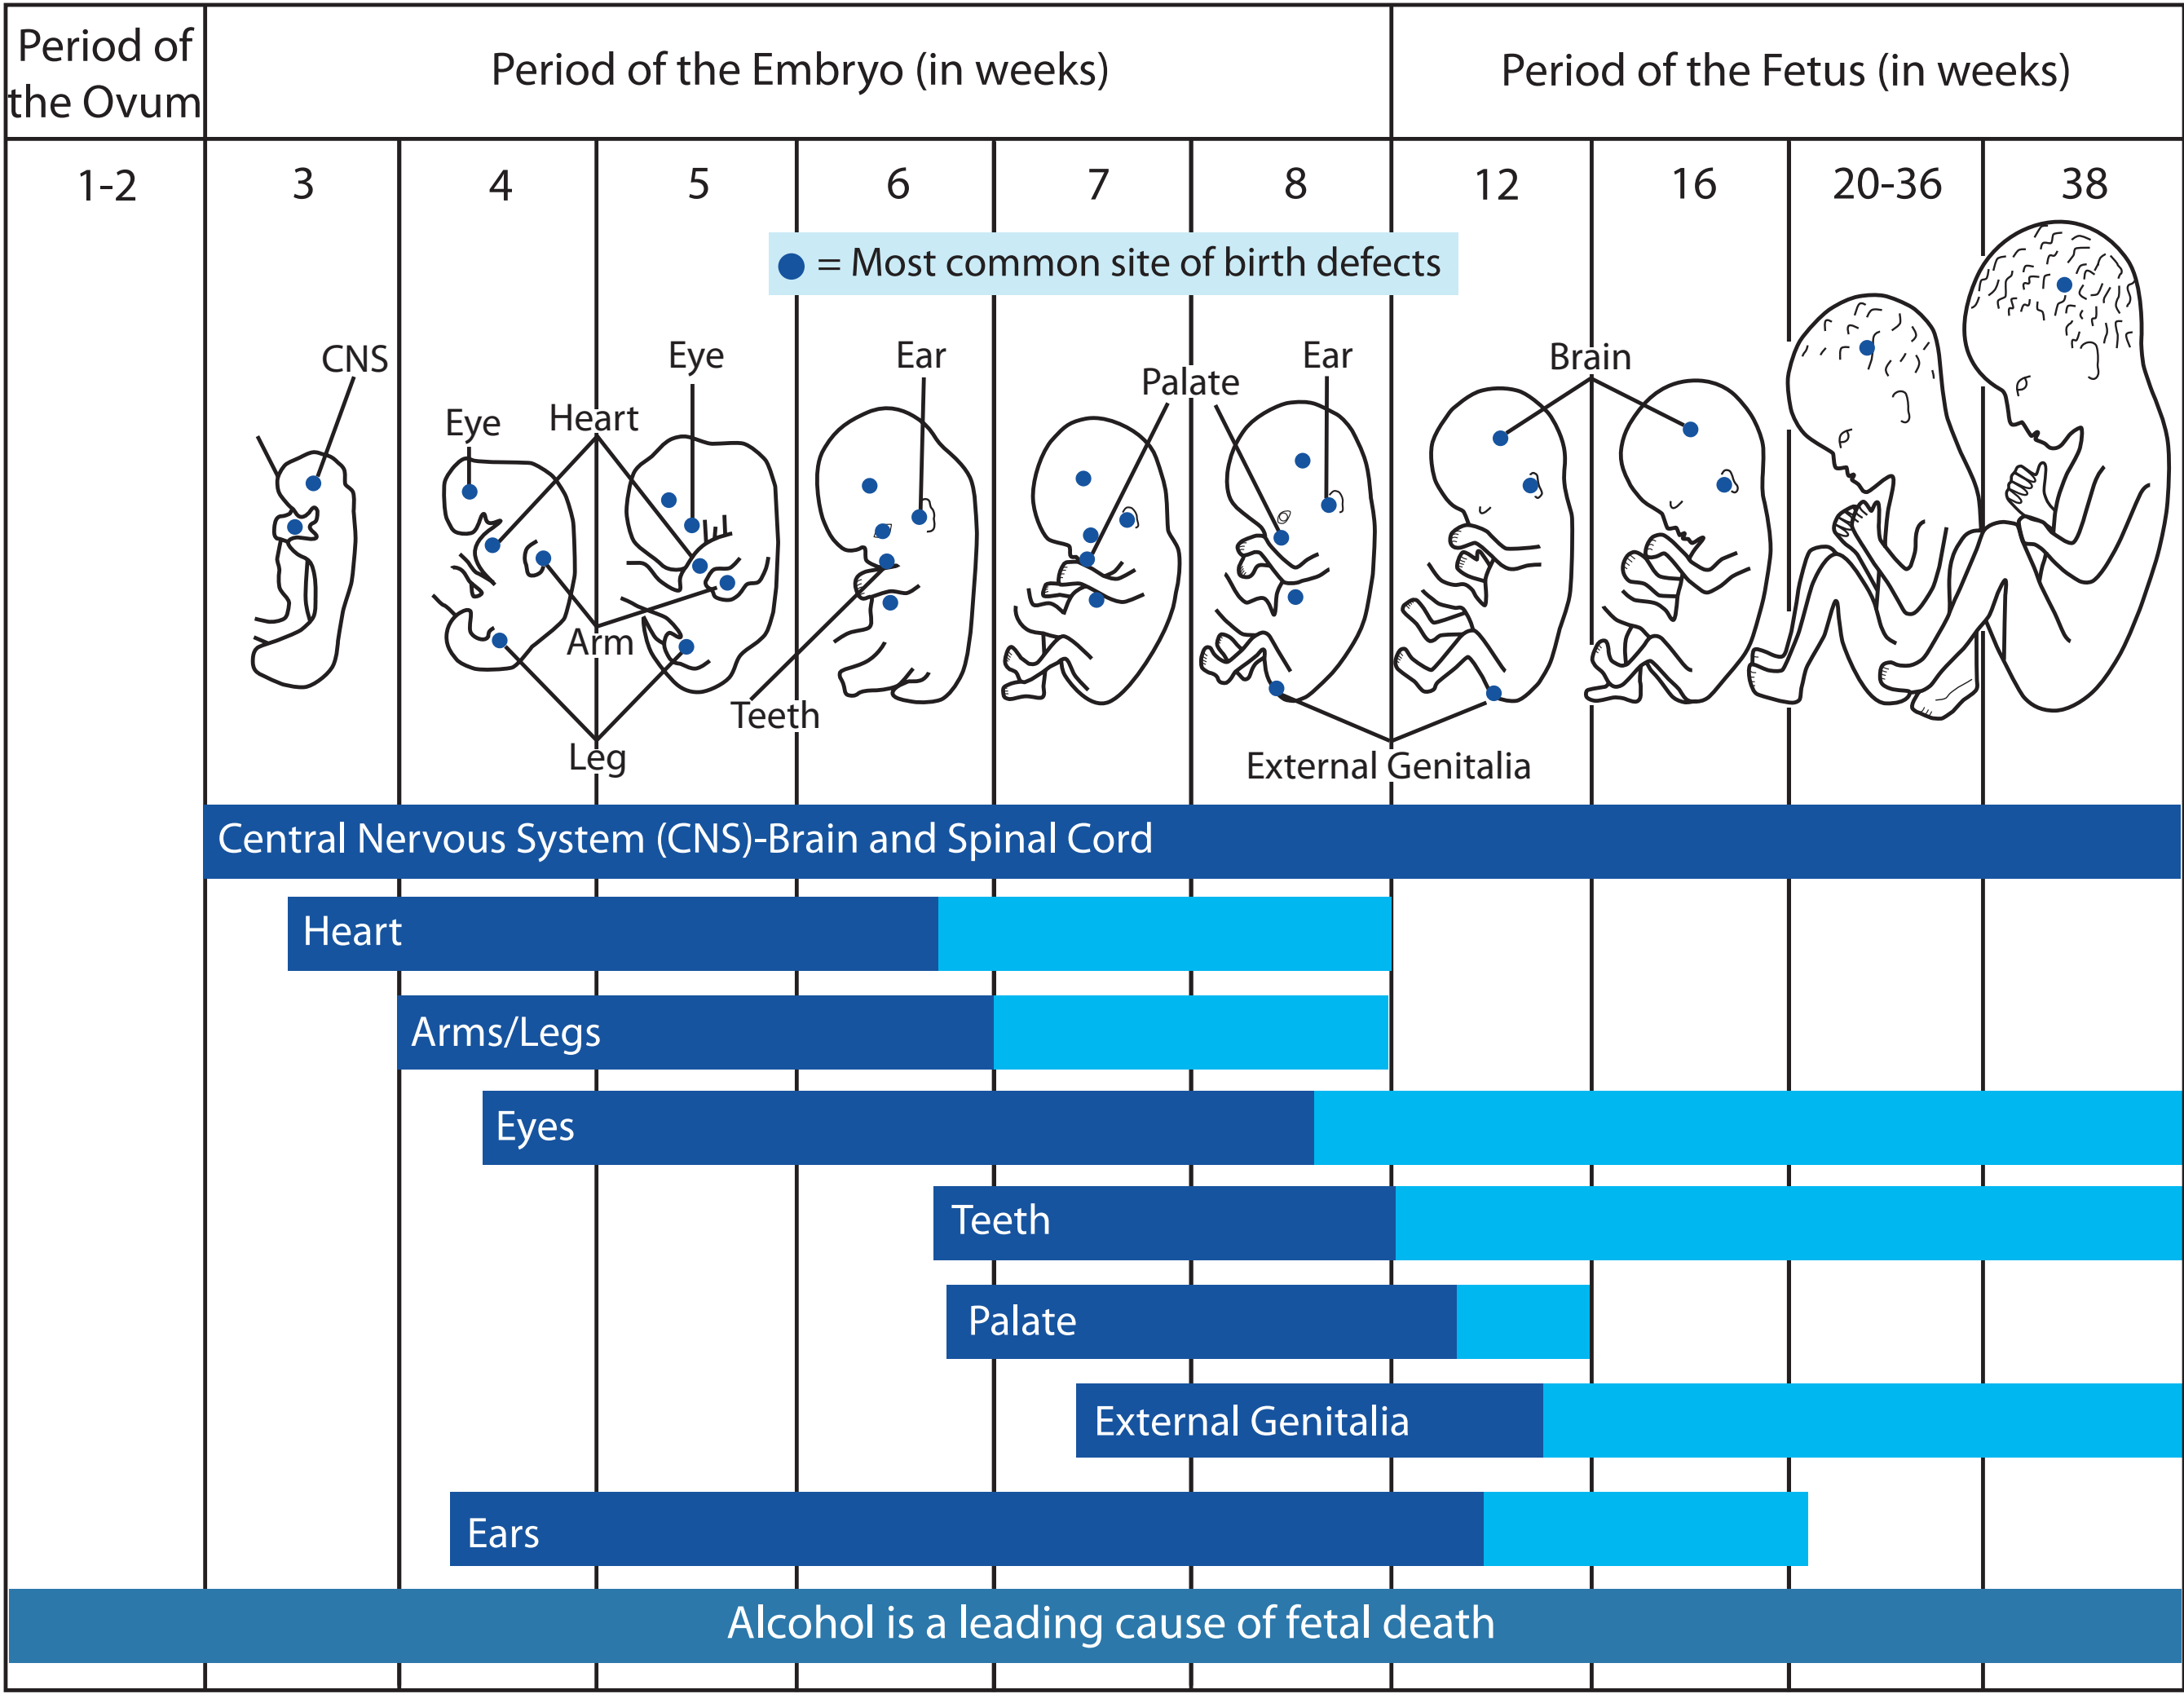 Period of
the Ovum
Period of the Embryo (in weeks)
Period of the Fetus (in weeks)
1-2
3
4
5
6
7
8
12
16
20-36
38
= Most common site of birth defects
CNS
Eye
Heart
Eye
Ear
Palate
Ear
Brain
Arm
Teeth
Leg
External Genitalia
Central Nervous System (CNS)-Brain and Spinal Cord
Heart
Arms/Legs
Eyes
Teeth
Palate
External Genitalia
Ears
Alcohol is a leading cause of fetal death